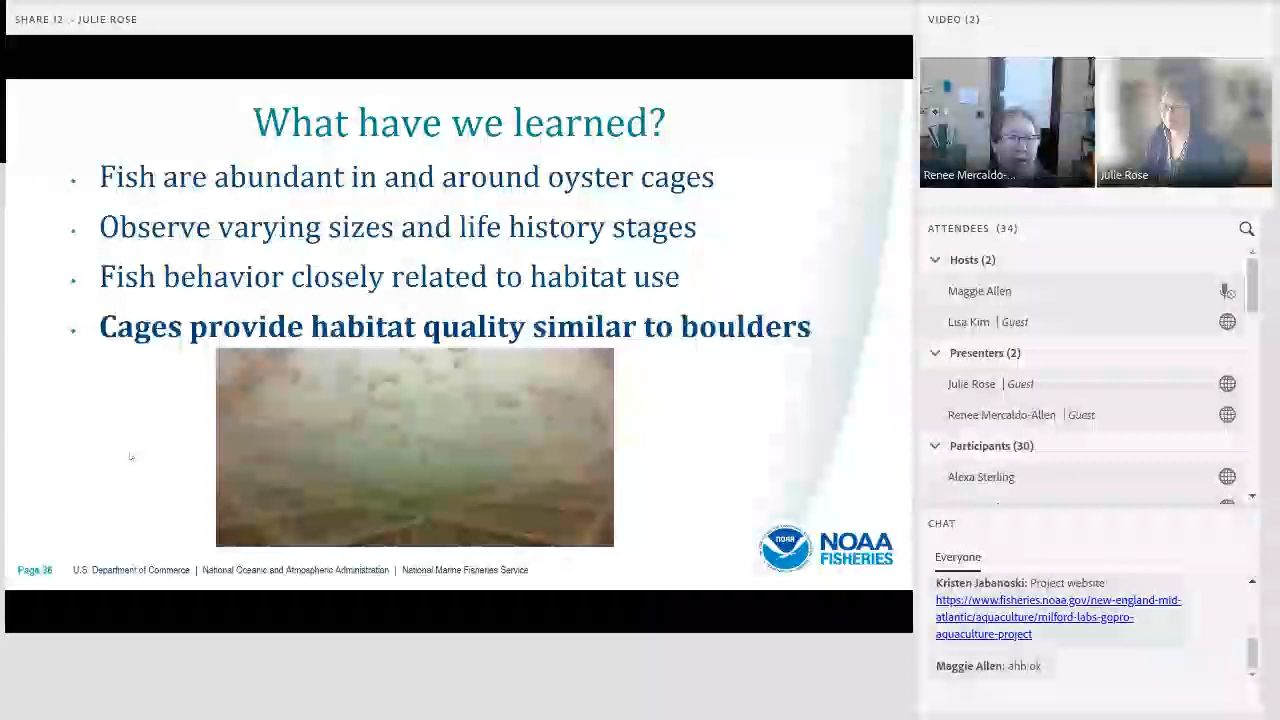 SHARE 12 - JULIE ROSE
What have we learned?
Fish are abundant in and around oyster cages
Observe varying sizes and life history stages
Fish behavior closely related to habitat use
Cages provide habitat quality similar to boulders
NOAA
NOAA
FISHERIES
Page 36 U.S. Department of Commerce | National Oceanic and Atmospheric Administration | National Marine Fisheries Service
VIDEO (2)
Renee Mercaldo-...
Julie Rose
ATTENDEES (34)
Hosts (2)
Maggie Allen
Lisa Kim | Guest
Presenters (2)
Julie Rose | Guest
Renee Mercaldo-Allen | Guest
Participants (30)
Alexa Sterling
CHAT
Everyone
Kristen Jabanoski: Project website
https://www.fisheries.noaa.gov/new-england-mid-
atlantic/aquaculture/milford-labs-gopro-
aquaculture-project
Maggie Allen: ahh ok